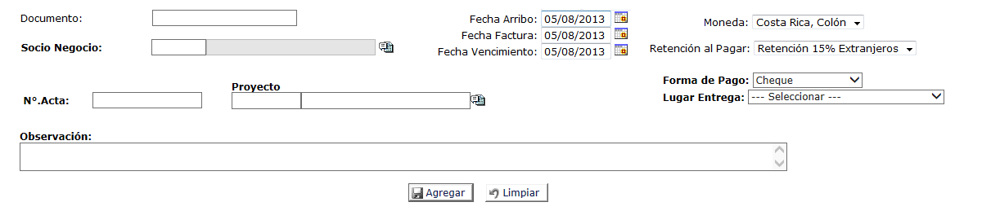 Documento:
Fecha Arribo: 05/08/2013
Moneda: Costa Rica, Colón
Fecha Factura: 05/08/2013
Socio Negocio:
Fecha Vencimiento: 05/08/2013
Retención al Pagar: Retención 15% Extranjeros
Forma de Pago: Cheque
Proyecto
N°.Acta:
Lugar Entrega: --- Seleccionar ---
Observación:
Agregar Limpiar